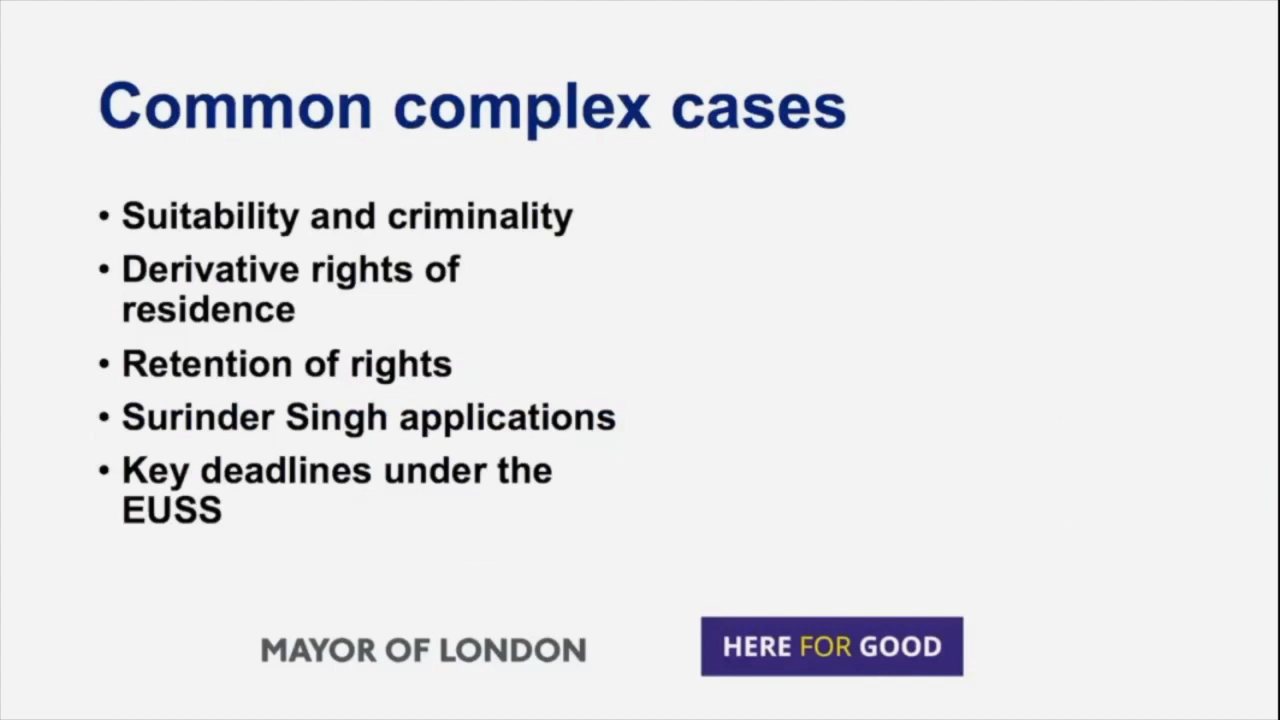 Common complex cases
• Suitability and criminality
• Derivative rights of
residence
• Retention of rights
• Surinder Singh applications
• Key deadlines under the
EUSS
MAYOR OF LONDON
HERE FOR GOOD